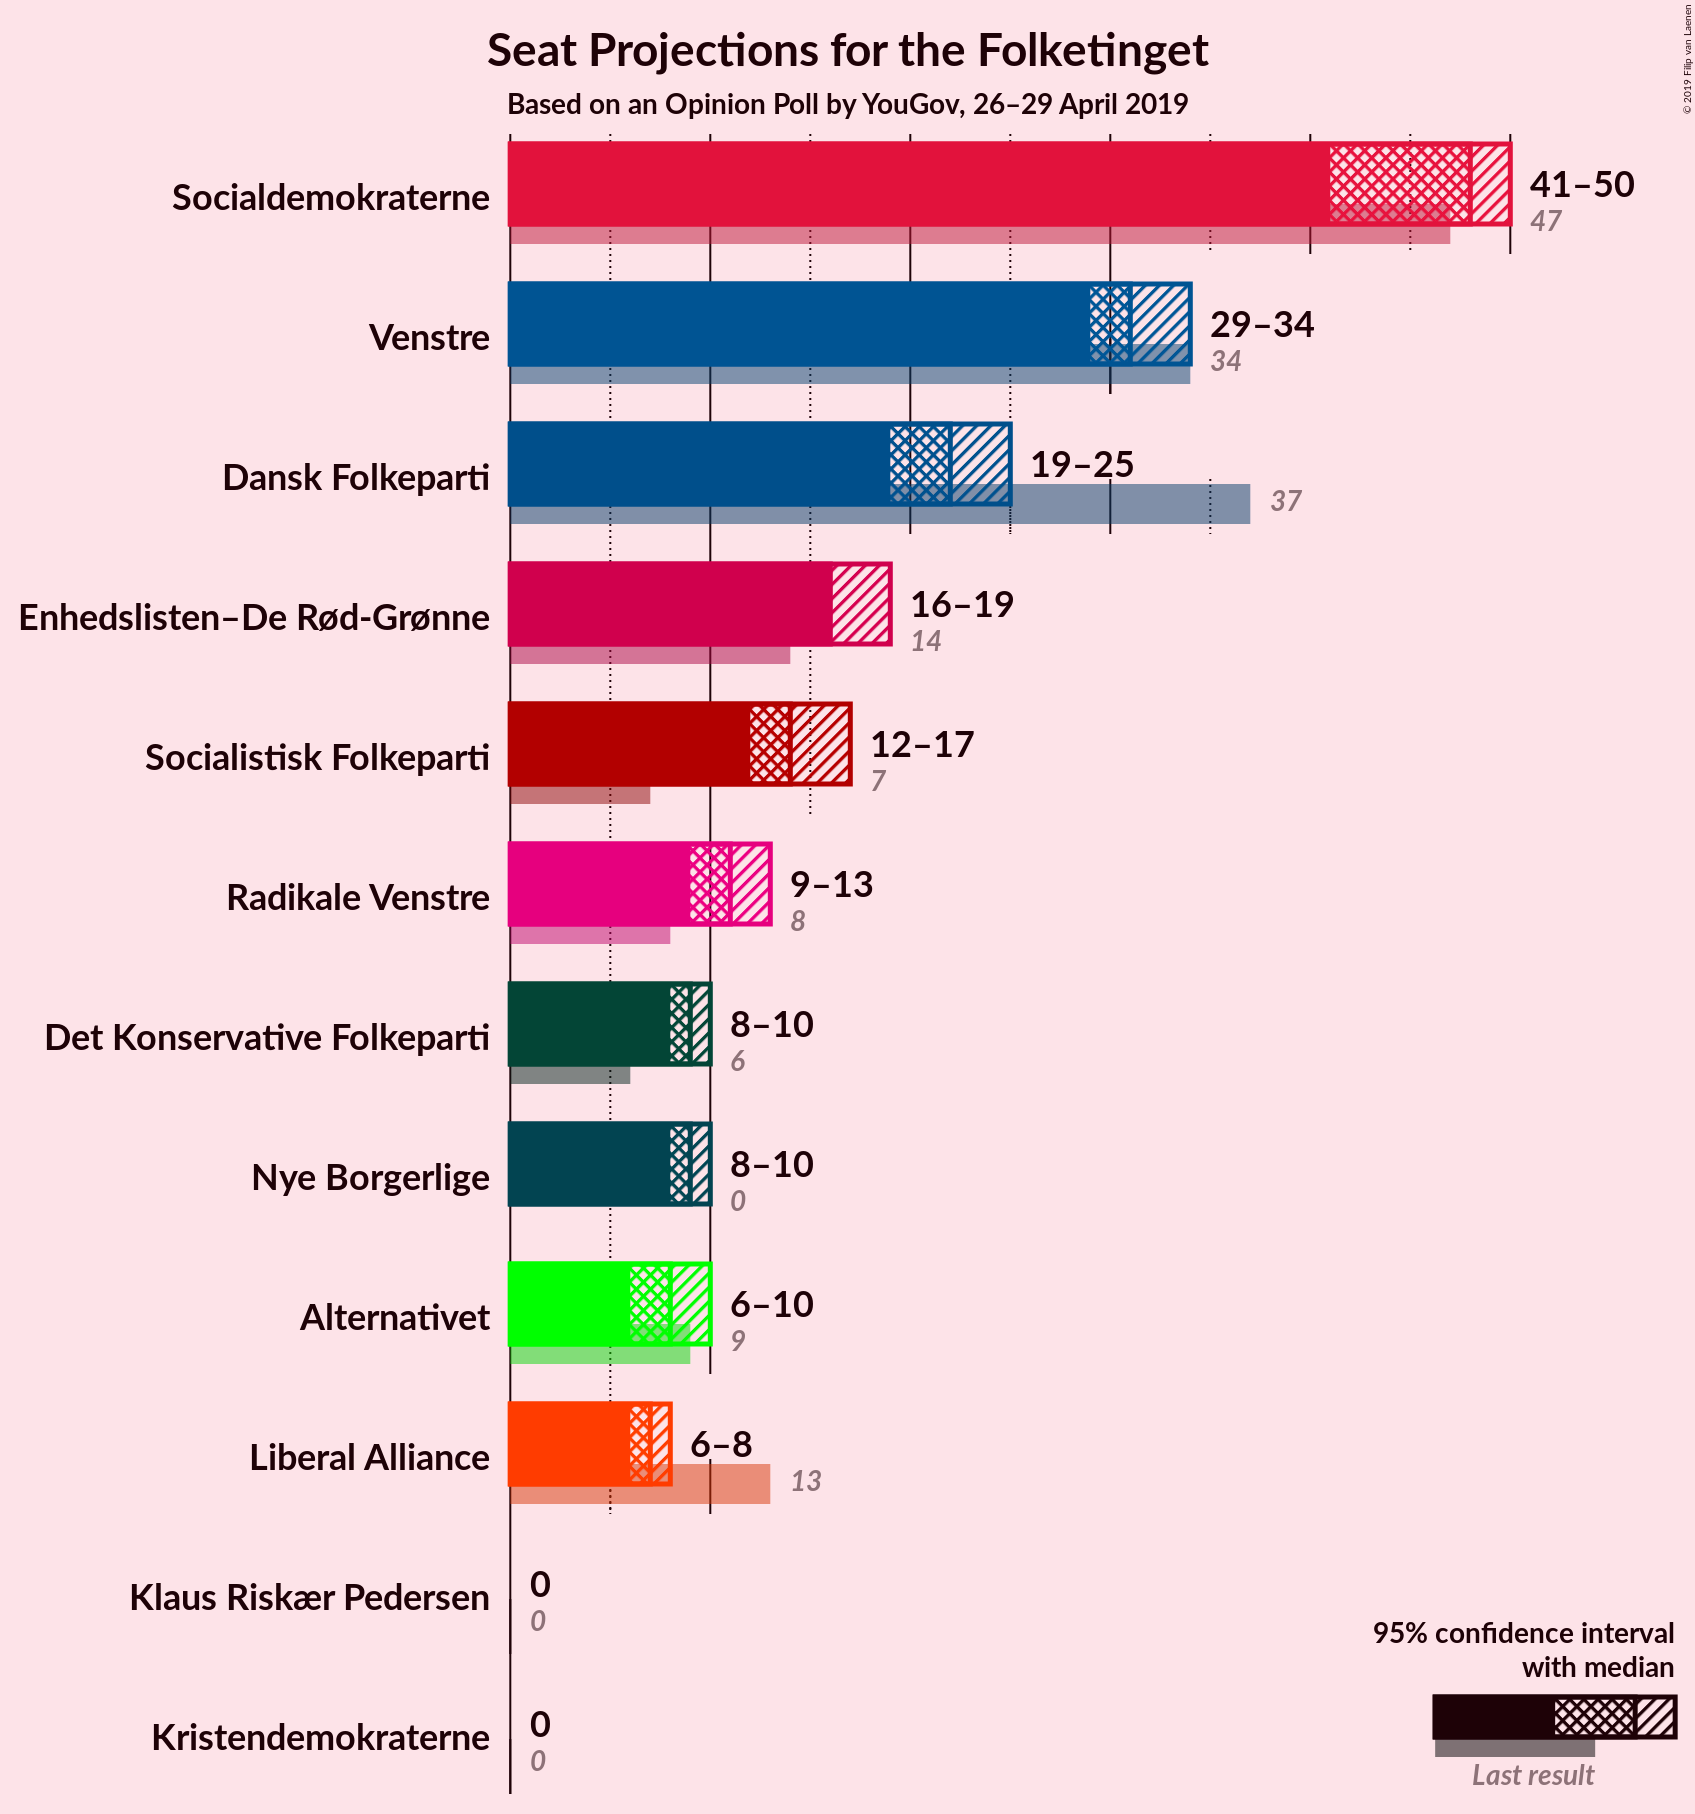 Seat Projections for the Folketinget
Based on an Opinion Poll by YouGov, 26–29 April 2019
© 2019 Filip van Laenen
Socialdemokraterne
41–50
47
Venstre
29–34
34
Dansk Folkeparti
19–25
37
Enhedslisten–De Rød-Grønne
16–19
14
Socialistisk Folkeparti
12–17
7
Radikale Venstre
9–13
8
Det Konservative Folkeparti
8–10
6
Nye Borgerlige
8–10
0
Alternativet
6–10
9
Liberal Alliance
6–8
13
Klaus Riskær Pedersen
0
0
Kristendemokraterne
0
0
95% confidence interval
with median
Last result